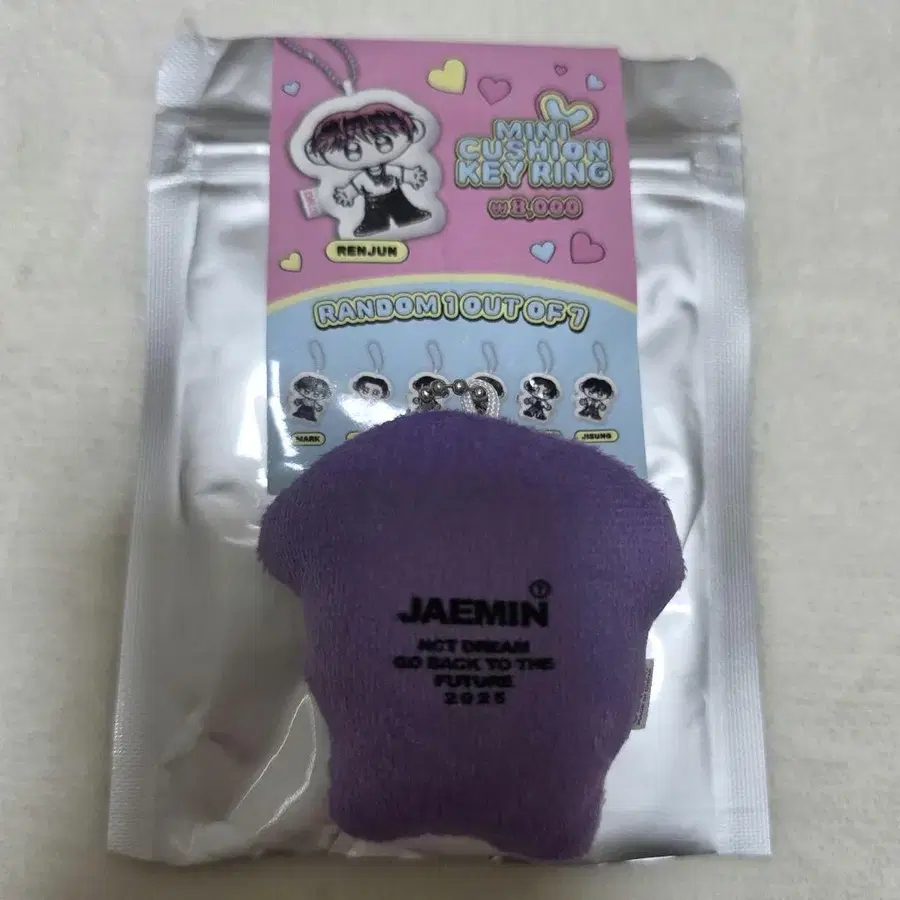 MINI
CUSHION
KEY RING
₩8,000
RENJUN
RANDOM 1 OUT OF 7
MARK
JISUNG
JAEMIN
NCT DREAM
GO BACK TO THE
FUTURE
2025